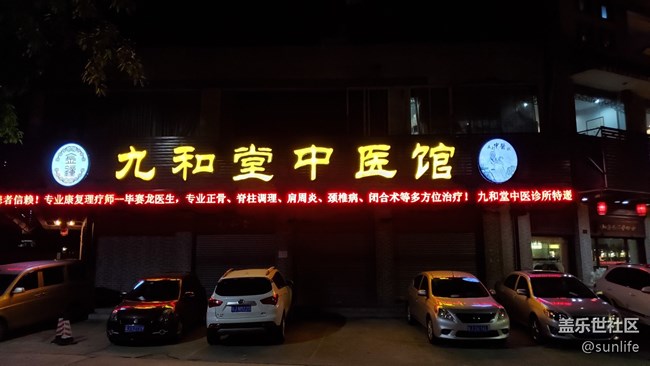 九和堂中医馆
患者信赖！专业康复理疗师—毕赛龙医生，专业正骨、脊柱调理、肩周炎、颈椎病、闭合术等多方位治疗！ 九和堂中医诊所特邀
盖乐世社区
@sunlife